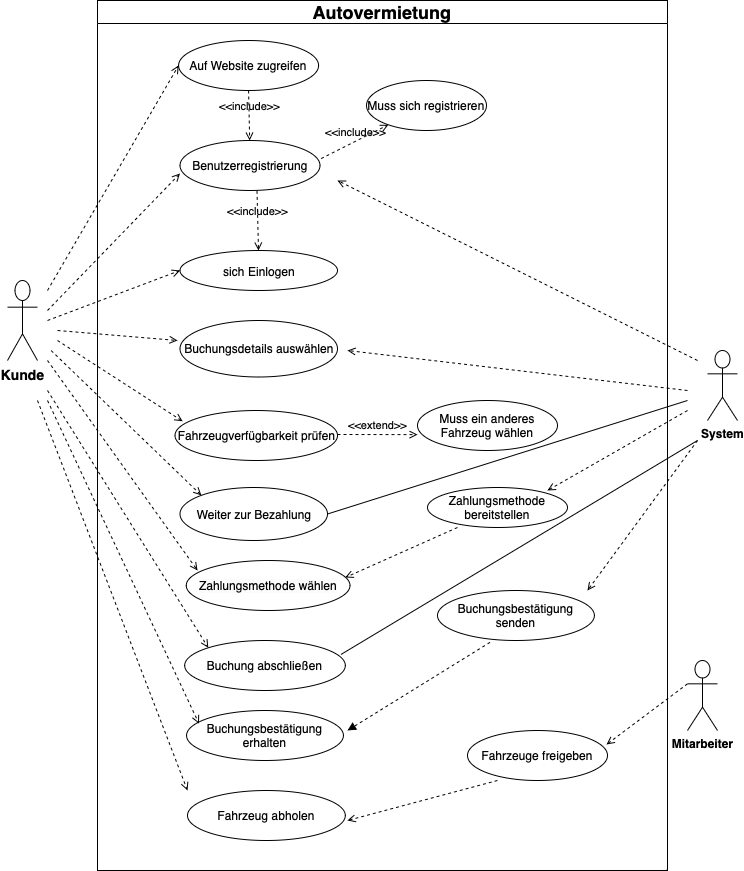 Autovermietung
Auf Website zugreifen
<<include>>
Muss sich registrieren
<<include>>
Benutzerregistrierung
<<include>>
sich Einlogen
Kunde
Buchungsdetails auswählen
System
Fahrzeugverfügbarkeit prüfen
<<extend>>
Muss ein anderes
Fahrzeug wählen
Weiter zur Bezahlung
Zahlungsmethode
bereitstellen
Zahlungsmethode wählen
Buchungsbestätigung
senden
Buchung abschließen
Buchungsbestätigung
erhalten
Mitarbeiter
Fahrzeuge freigeben
Fahrzeug abholen